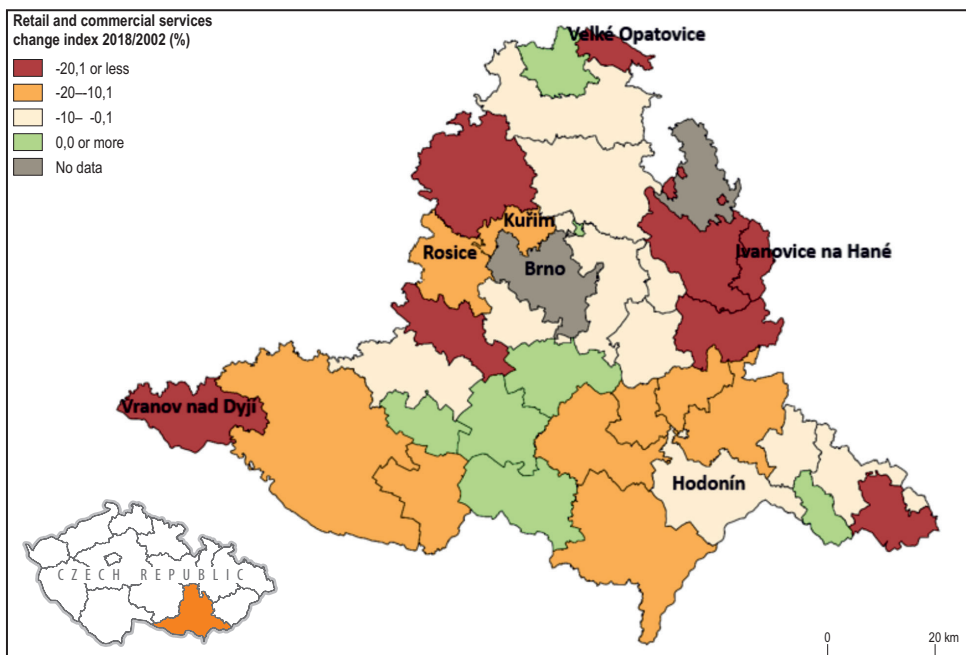 Retail and commercial services
change index 2018/2002 (%)
-20,1 or less
-20-–10,1
-10– -0,1
0,0 or more
No data
Velké Opatovice
Kuřim
Rosice
Brno
Ivanovice na Hané
Vranov nad Dyjí
Hodonín
CZECH REPUBLIC
0 20 km